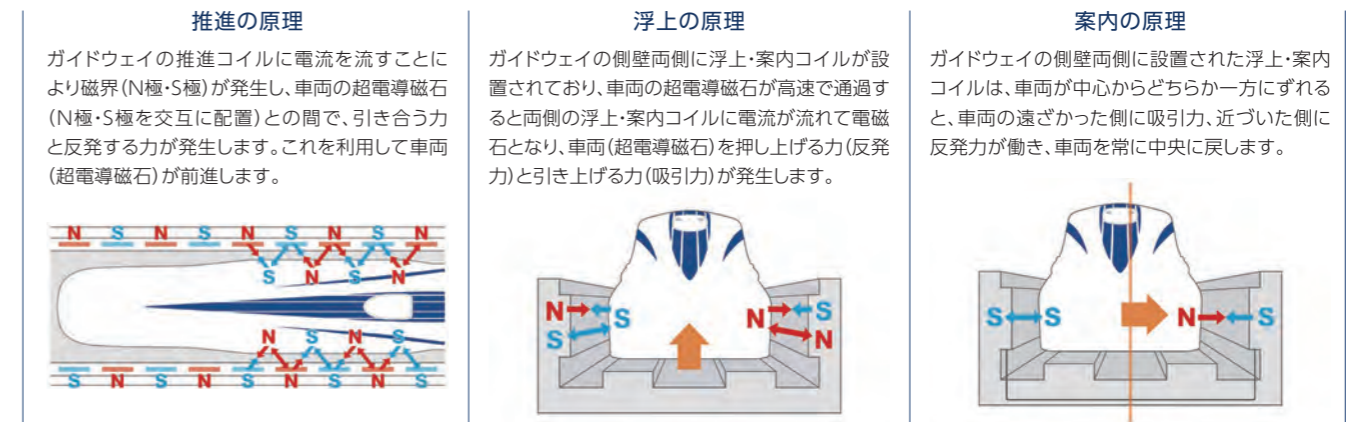 推進の原理
ガイドウェイの推進コイルに電流を流すことに
より磁界(N極・S極)が発生し、車両の超電導磁石
(N極・S極を交互に配置)との間で、引き合う力
と反発する力が発生します。これを利用して車両
(超電導磁石)が前進します。
N S N S N S N S N
S N S N
N S N S
S N S N S N S N S
浮上の原理
ガイドウェイの側壁両側に浮上・案内コイルが設
置されており、車両の超電導磁石が高速で通過す
ると両側の浮上・案内コイルに電流が流れて電磁
石となり、車両(超電導磁石)を押し上げる力(反発
力)と引き上げる力(吸引力)が発生します。
N S N S
S N
案内の原理
ガイドウェイの側壁両側に設置された浮上・案内
コイルは、車両が中心からどちらか一方にずれる
と、車両の遠ざかった側に吸引力、近づいた側に
反発力が働き、車両を常に中央に戻します。
S S N S